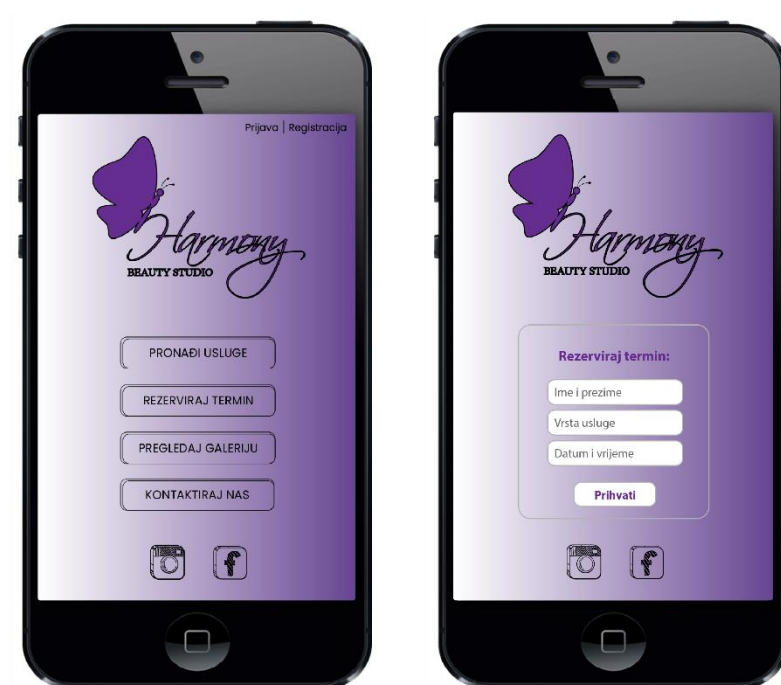 Prijava | Registracija
Harmony
BEAUTY STUDIO
PRONAĐI USLUGE
REZERVIRAJ TERMIN
PREGLEDAJ GALERIJU
KONTAKTIRAJ NAS
f
Harmony
BEAUTY STUDIO
Rezerviraj termin:
Ime i prezime
Vrsta usluge
Datum i vrijeme
Prihvati
f